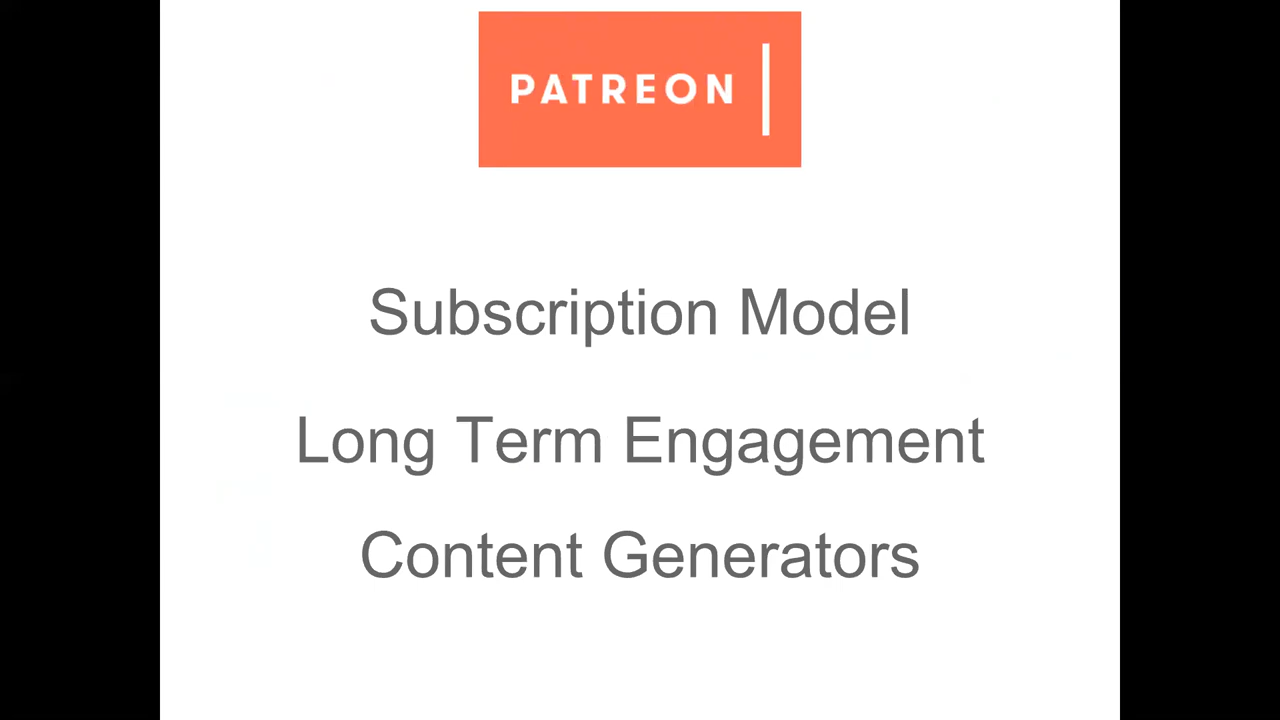 PATREON
Subscription Model
Long Term Engagement
Content Generators